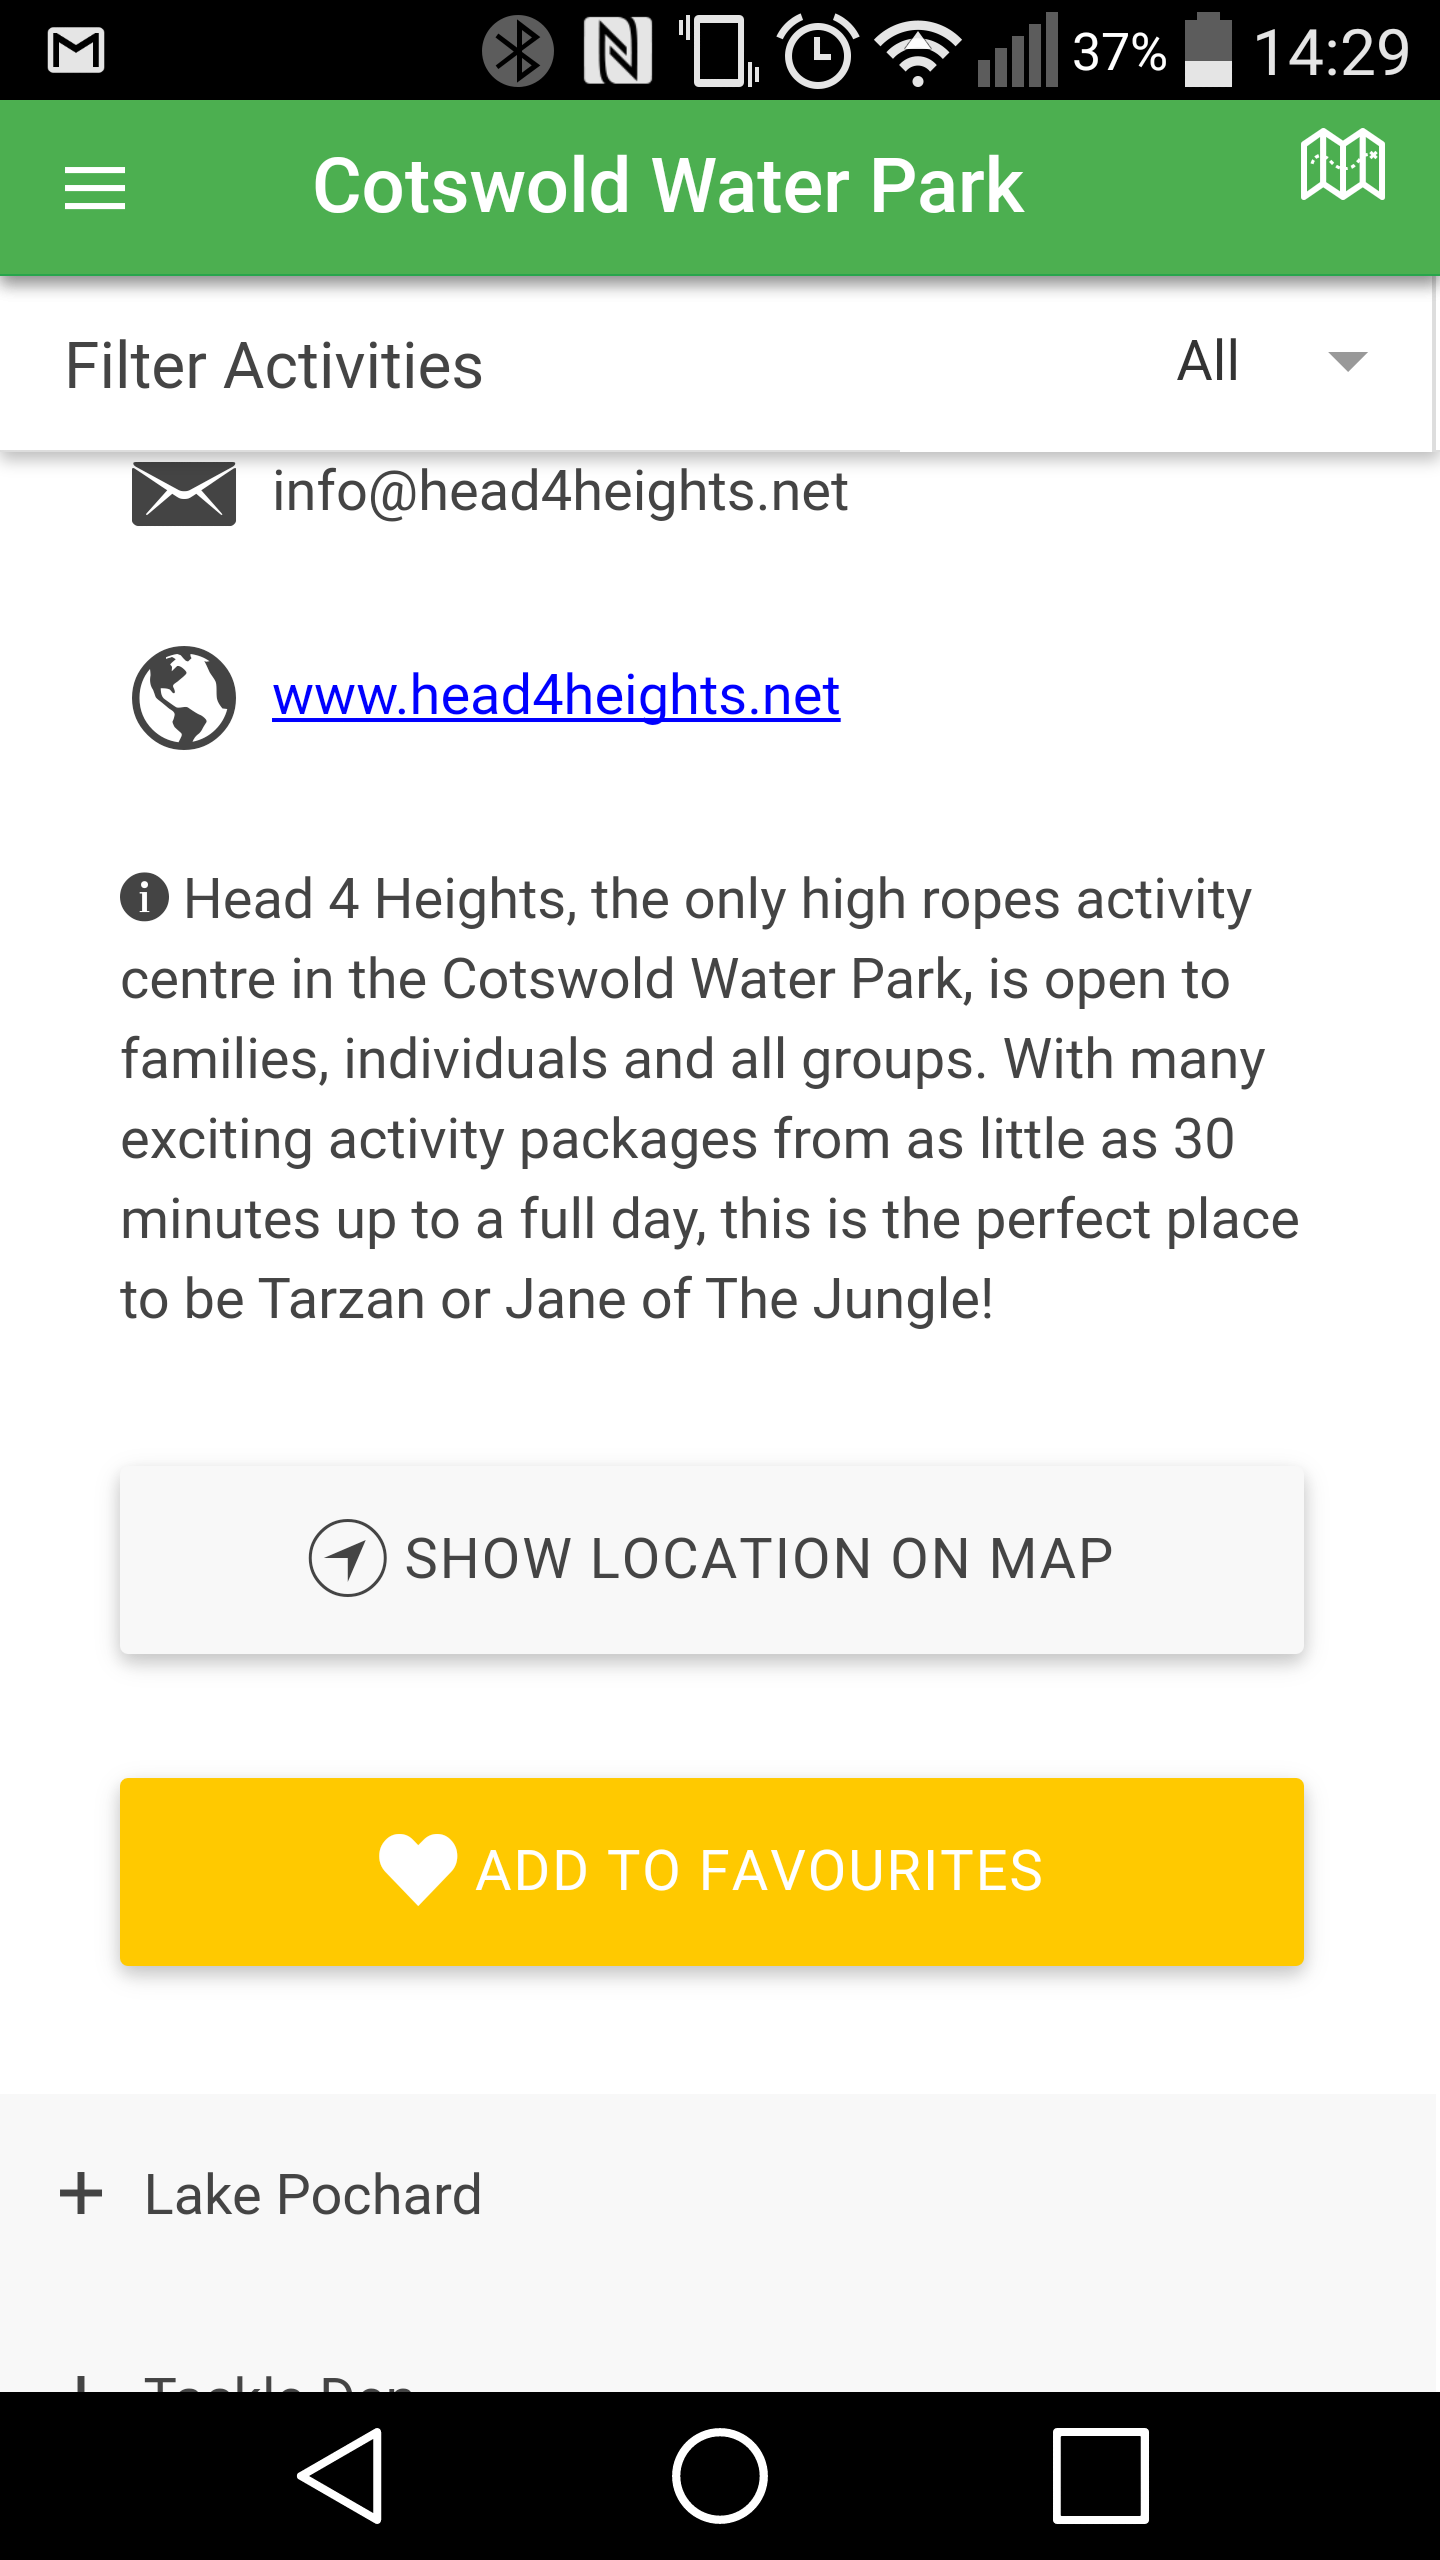 37% 14:29
Cotswold Water Park
Filter Activities All
info@head4heights.net
www.head4heights.net
Head 4 Heights, the only high ropes activity
centre in the Cotswold Water Park, is open to
families, individuals and all groups. With many
exciting activity packages from as little as 30
minutes up to a full day, this is the perfect place
to be Tarzan or Jane of The Jungle!
SHOW LOCATION ON MAP
ADD TO FAVOURITES
+ Lake Pochard